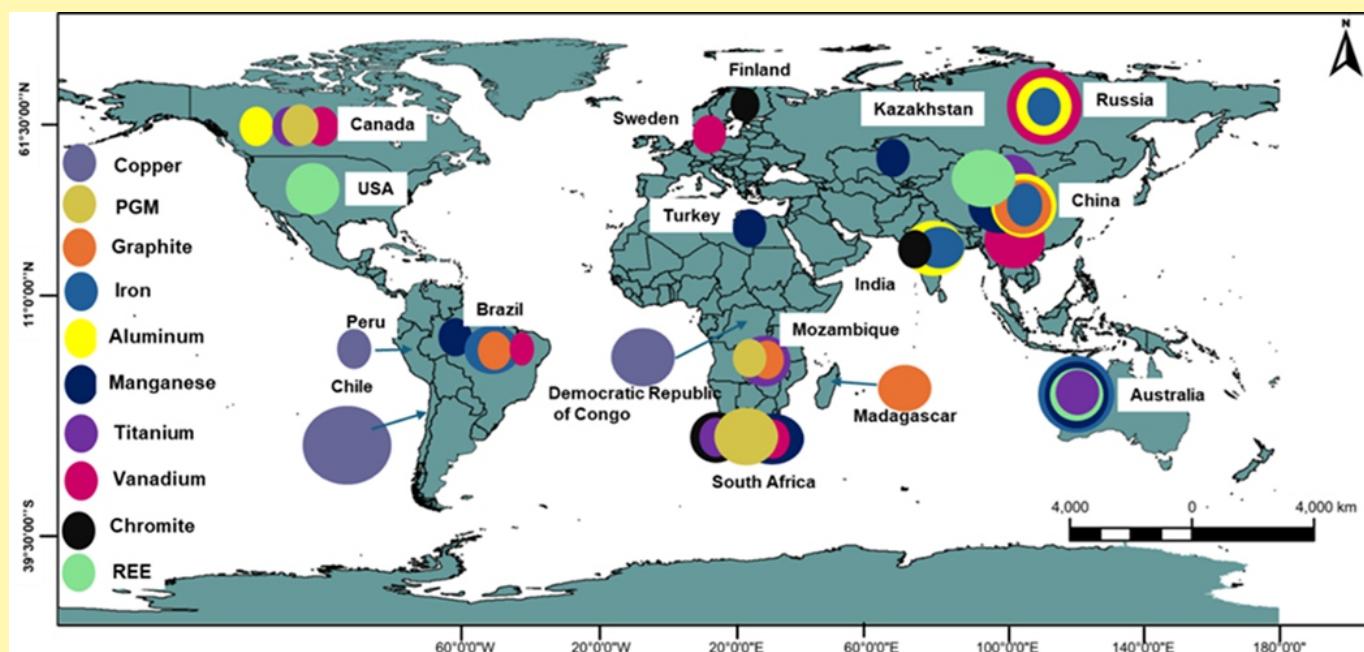 N
Finland
Kazakhstan
Russia
Sweden
Canada
61°30'0''N
Copper
USA
PGM
Turkey
China
Graphite
India
11°0'0''N
Iron
Peru
Brazil
Mozambique
Aluminum
Chile
Democratic Republic
of Congo
Manganese
Madagascar
Australia
Titanium
Vanadium
South Africa
4,000
0
4,000 km
Chromite
39°30'0''S
REE
60°0'0''W
20°0'0''W
20°0'0"E
60°0'0"E
100°0'0"E
140°0'0"E
180°0'0"